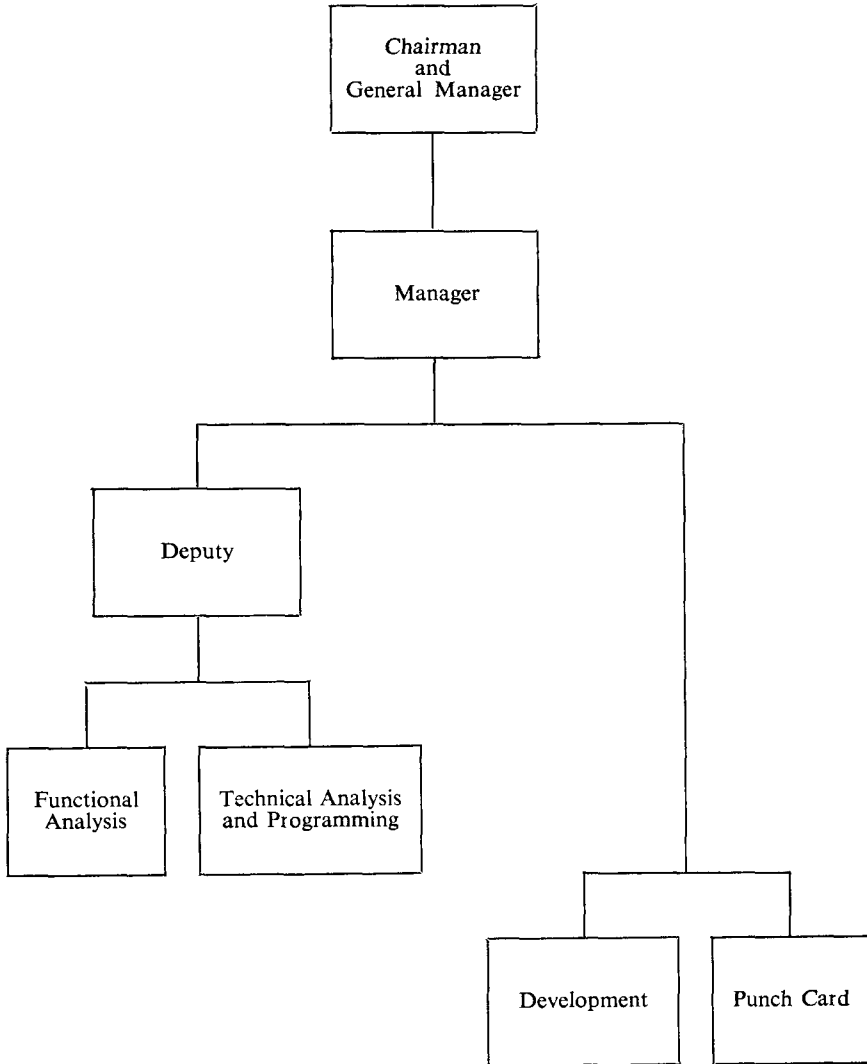 Chairman
and
General Manager
Manager
Deputy
Functional
Analysis
Technical Analysis
and Programming
Development
Punch Card